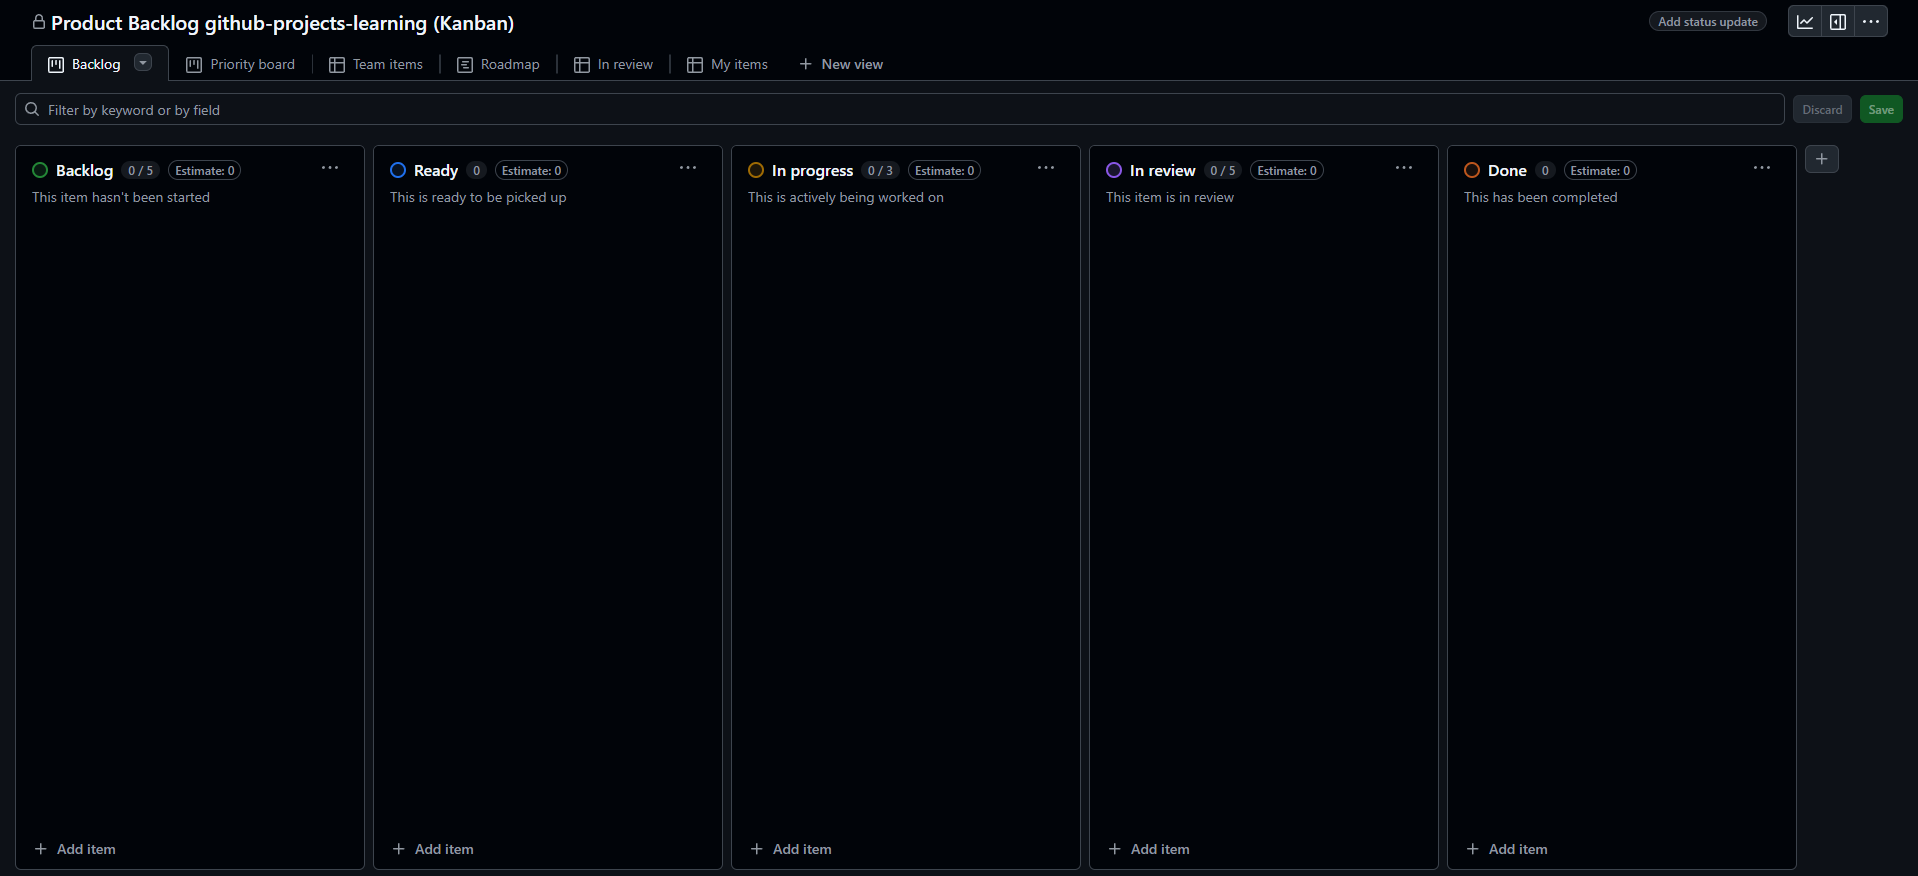 Product Backlog github-projects-learning (Kanban)
Add status update
Backlog
Priority board
Team items
Roadmap
In review
My items
New view
Filter by keyword or by field
Discard
Save
Backlog 0 / 5 Estimate: 0
This item hasn't been started
Add item
Ready 0 Estimate: 0
This is ready to be picked up
Add item
In progress 0 / 3 Estimate: 0
This is actively being worked on
Add item
In review 0 / 5 Estimate: 0
This item is in review
Add item
Done 0 Estimate: 0
This has been completed
Add item